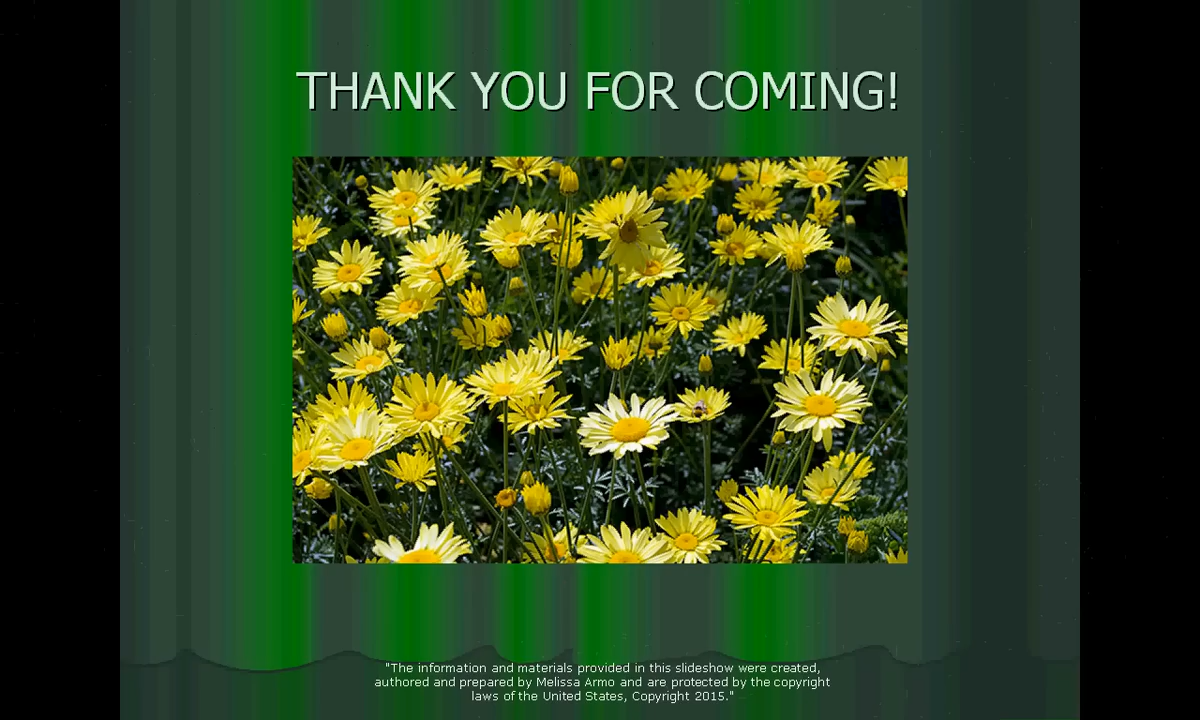 THANK YOU FOR COMING!
"The information and materials provided in this slideshow were created,
authored and prepared by Melissa Armo and are protected by the copyright
laws of the United States, Copyright 2015."